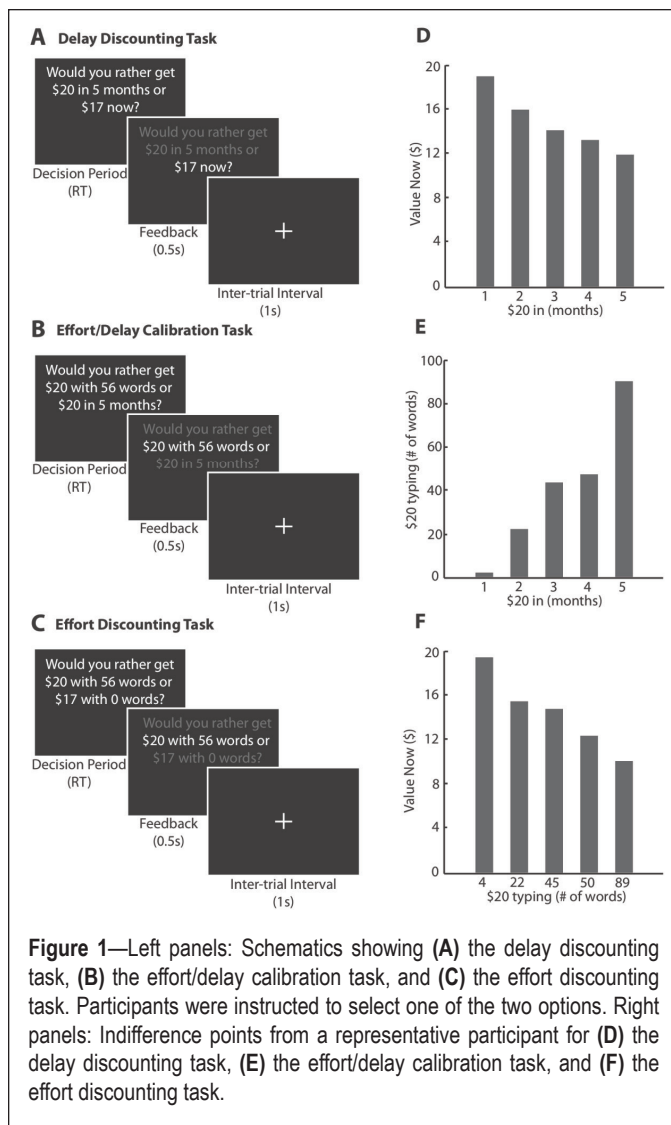 A Delay Discounting Task
Would you rather get
$20 in 5 months or
$17 now?
Decision Period
(RT)
Would you rather get
$20 in 5 months or
$17 now?
Feedback
(0.5s)
Inter-trial Interval
(1s)
B Effort/Delay Calibration Task
Would you rather get
$20 with 56 words or
$20 in 5 months?
Decision Period
(RT)
Would you rather get
$20 with 56 words or
$20 in 5 months?
Feedback
(0.5s)
Inter-trial Interval
(1s)
C Effort Discounting Task
Would you rather get
$20 with 56 words or
$17 with 0 words?
Decision Period
(RT)
Would you rather get
$20 with 56 words or
$17 with 0 words?
Feedback
(0.5s)
Inter-trial Interval
(1s)
D
Value Now ($)
20
16
12
8
4
0
1 2 3 4 5
$20 in (months)
E
$20 typing (# of words)
100
80
60
40
20
0
1 2 3 4 5
$20 in (months)
F
Value Now ($)
20
16
12
8
4
0
4 22 45 50 89
$20 typing (# of words)
Figure 1—Left panels: Schematics showing (A) the delay discounting
task, (B) the effort/delay calibration task, and (C) the effort discounting
task. Participants were instructed to select one of the two options. Right
panels: Indifference points from a representative participant for (D) the
delay discounting task, (E) the effort/delay calibration task, and (F) the
effort discounting task.